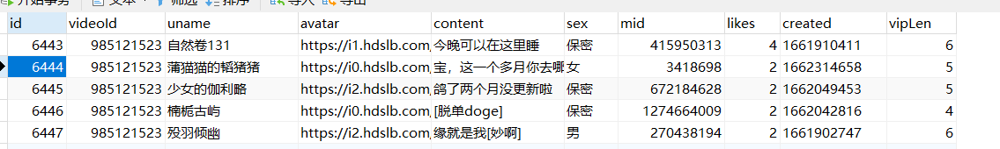 文本 筛选 排序 导入 导出
id videoId uname avatar content sex mid likes created vipLen
6443 985121523 自然卷131 https://i1.hdslb.com, 今晚可以在这里睡 保密 415950313 4 1661910411 6
6444 985121523 蒲猫猫的韬猪猪 https://i0.hdslb.com, 宝，这一个多月你去哪 女 3418698 2 1662314658 5
6445 985121523 少女的伽利略 https://i2.hdslb.com, 鸽了两个月没更新啦 保密 672184628 2 1662049453 5
6446 985121523 楠栀古屿 https://i0.hdslb.com, [脱单doge] 保密 1274664009 2 1662042816 4
6447 985121523 殁羽倾幽 https://i2.hdslb.com, 缘就是我[妙啊] 男 270438194 2 1661902747 6